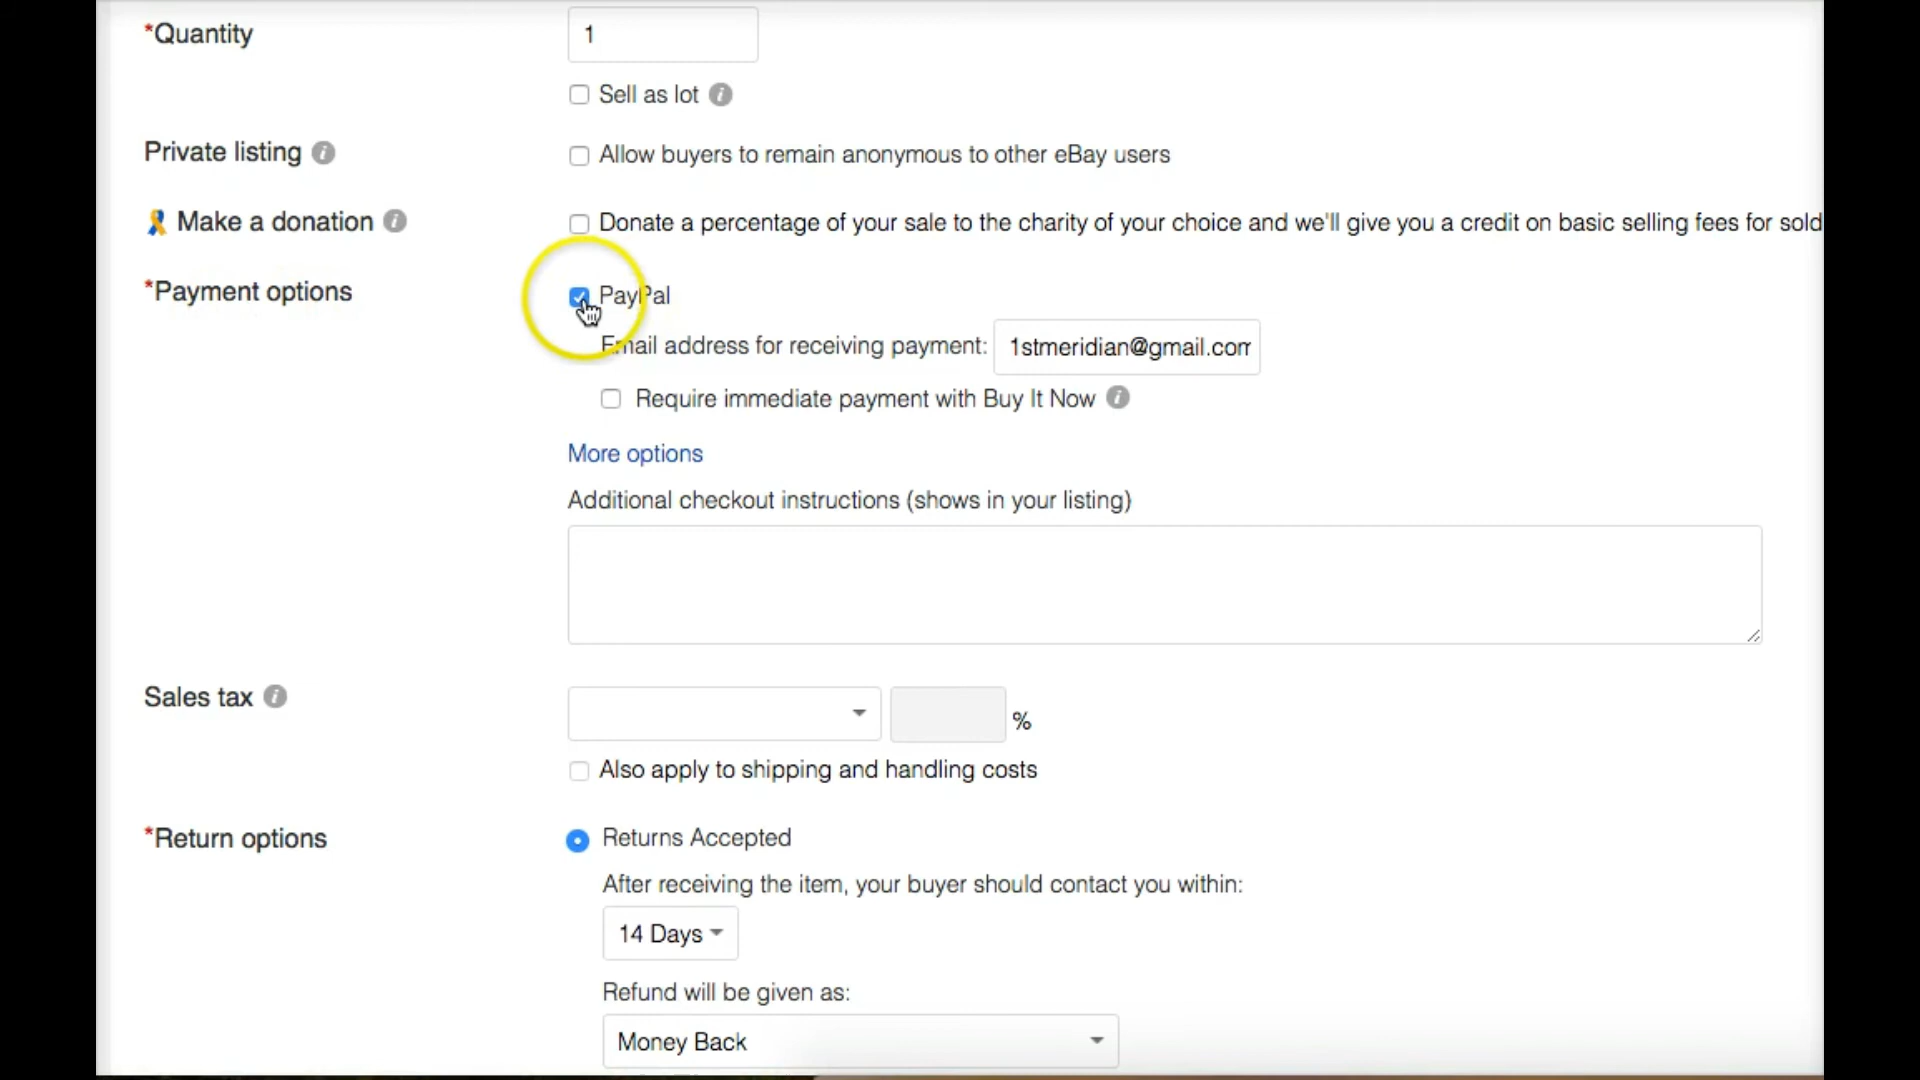 *Quantity
1
Sell as lot
Private listing
Allow buyers to remain anonymous to other eBay users
Make a donation
Donate a percentage of your sale to the charity of your choice and we'll give you a credit on basic selling fees for sold
*Payment options
PayPal
Email address for receiving payment: 1stmeridian@gmail.com
Require immediate payment with Buy It Now
More options
Additional checkout instructions (shows in your listing)
Sales tax
%
Also apply to shipping and handling costs
*Return options
Returns Accepted
After receiving the item, your buyer should contact you within:
14 Days
Refund will be given as:
Money Back